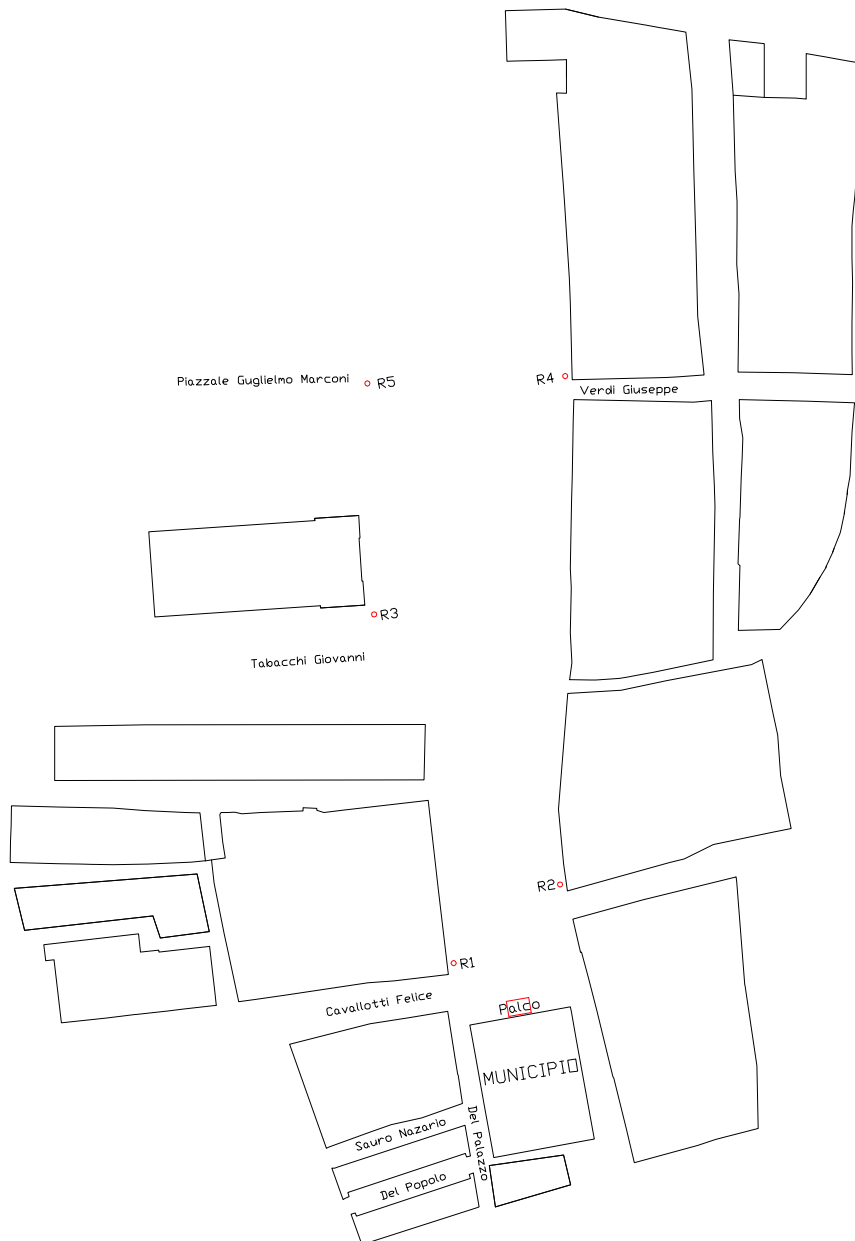 Piazzale Guglielmo Marconi
R5
R4
Verdi Giuseppe
R3
Tabacchi Giovanni
R2
R1
Cavallotti Felice
Palco
MUNICIPIO
Sauro Nazario
Del Palazzo
Del Popolo